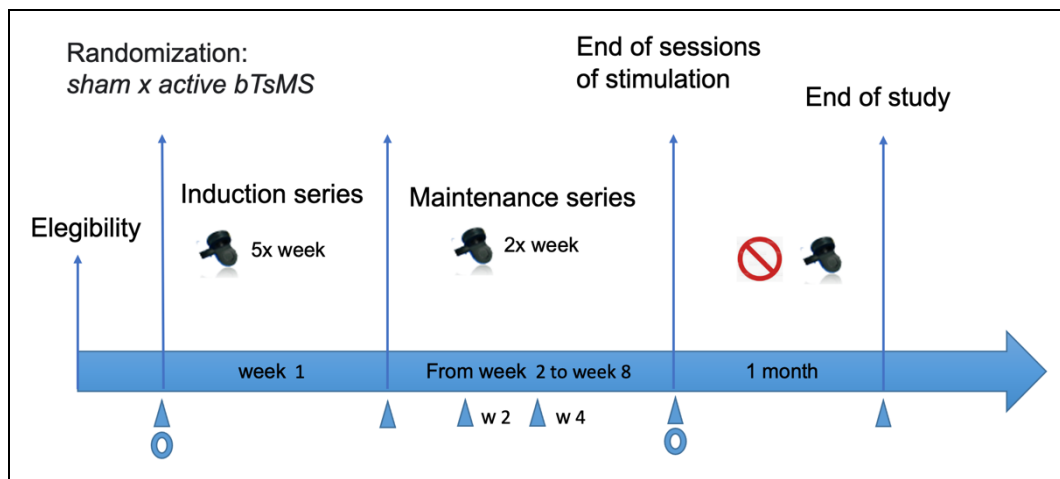 Randomization:
sham x active bTsMS
End of sessions
of stimulation
End of study
Induction series
Maintenance series
Elegibility
5x week
2x week
week 1
From week 2 to week 8
1 month
w 2
w 4